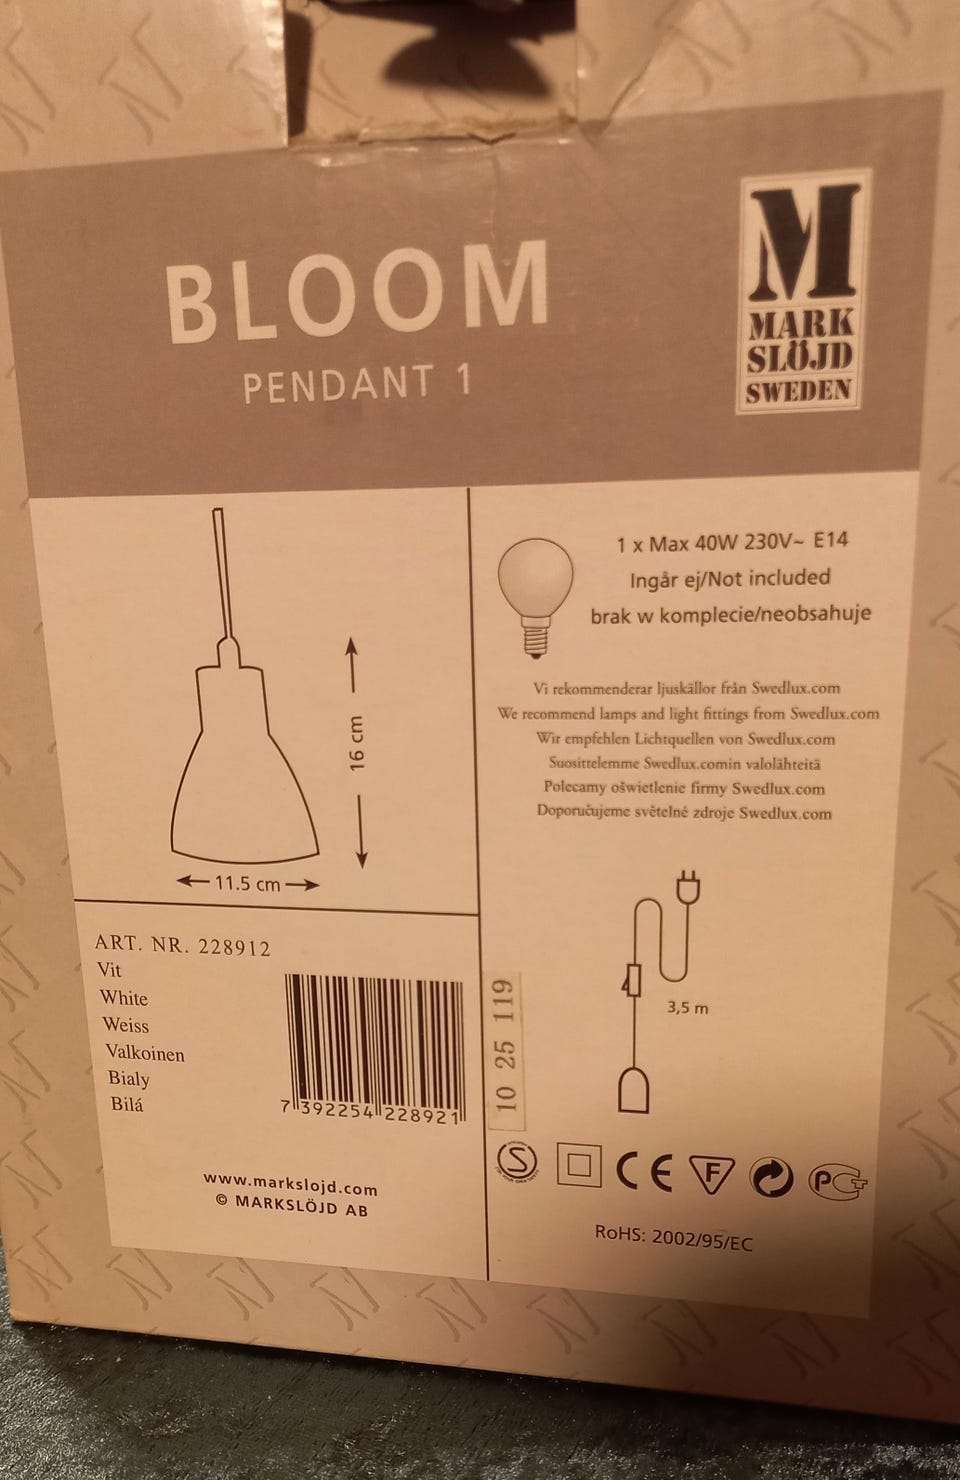 BLOOM
PENDANT 1
M
MARK
SLÖJD
SWEDEN
16 cm
11.5 cm
1 x Max 40W 230V~ E14
Ingår ej/Not included
brak w komplecie/neobsahuje
Vi rekommenderar ljuskällor från Swedlux.com
We recommend lamps and light fittings from Swedlux.com
Wir empfehlen Lichtquellen von Swedlux.com
Suosittelemme Swedlux.comin valolähteitä
Polecamy oświetlenie firmy Swedlux.com
Doporučujeme světelné zdroje Swedlux.com
3,5 m
ART. NR. 228912
Vit
White
Weiss
Valkoinen
Bialy
Bilá
7 392254 228921
10 25 119
www.markslojd.com
© MARKSLÖJD AB
S
CE
F
PCT
RoHS: 2002/95/EC